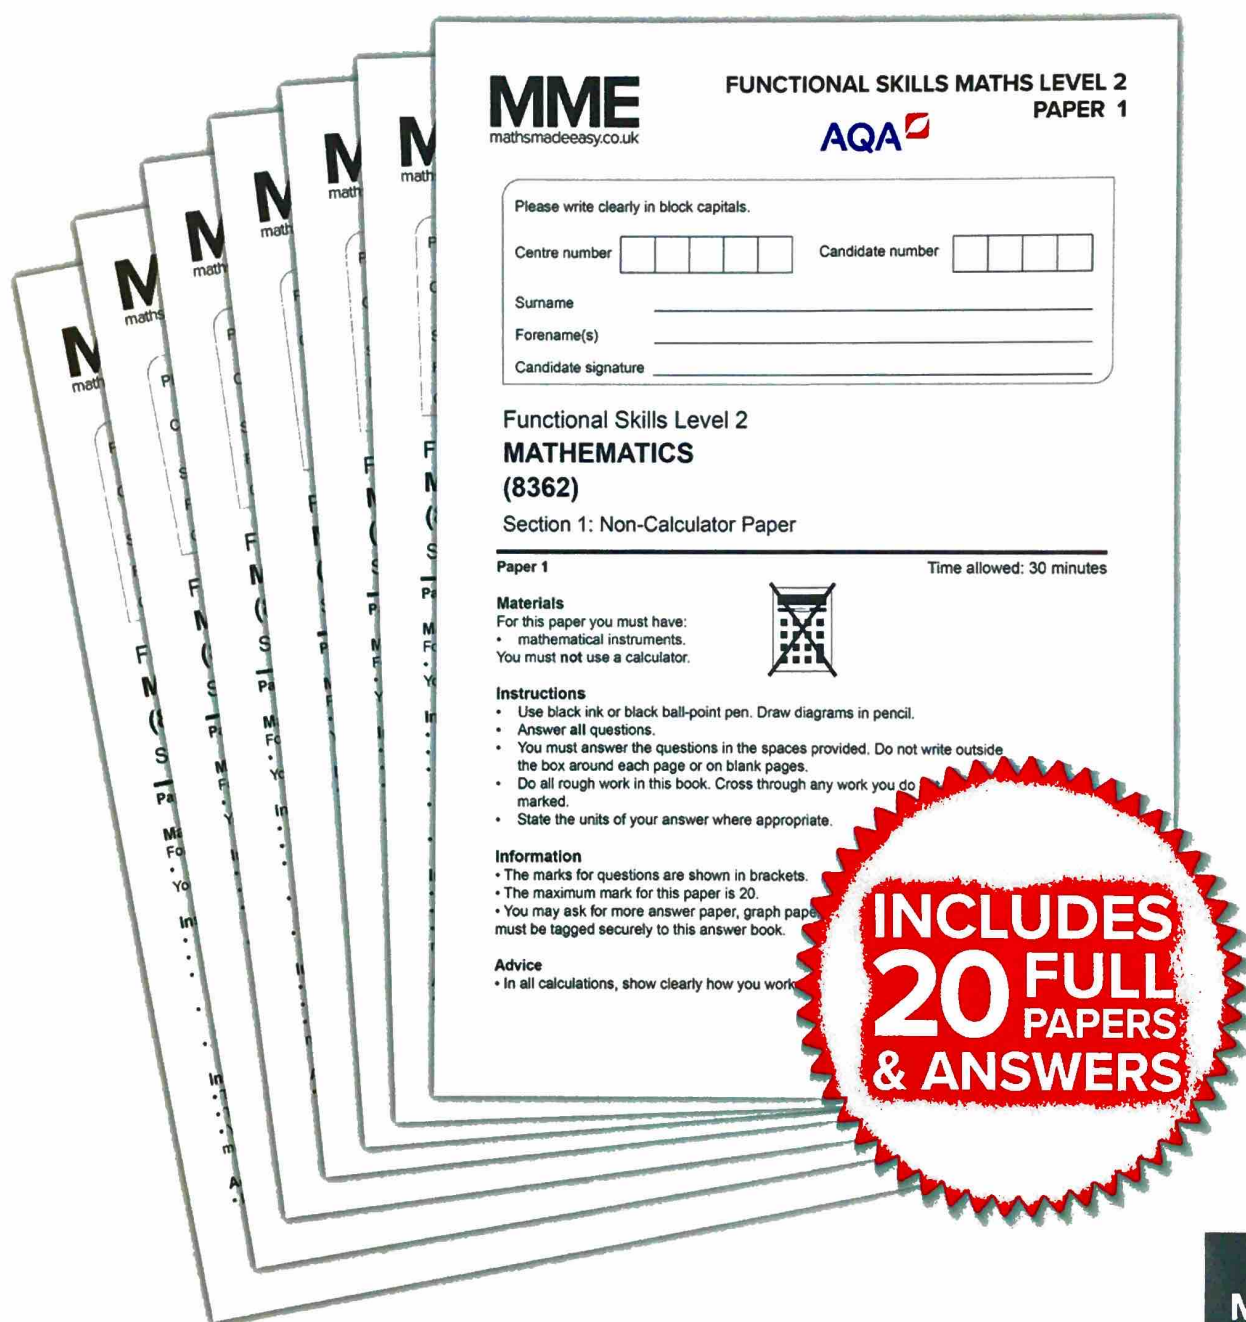 MME
mathsmadeeasy.co.uk
FUNCTIONAL SKILLS MATHS LEVEL 2
PAPER 1
AQA
Please write clearly in block capitals.
Centre number
Candidate number
Surname
Forename(s)
Candidate signature
Functional Skills Level 2
MATHEMATICS
(8362)
Section 1: Non-Calculator Paper
Paper 1
Time allowed: 30 minutes
Materials
For this paper you must have:
• mathematical instruments.
You must not use a calculator.
Instructions
• Use black ink or black ball-point pen. Draw diagrams in pencil.
• Answer all questions.
• You must answer the questions in the spaces provided. Do not write outside
the box around each page or on blank pages.
• Do all rough work in this book. Cross through any work you do
marked.
• State the units of your answer where appropriate.
Information
• The marks for questions are shown in brackets.
• The maximum mark for this paper is 20.
• You may ask for more answer paper, graph pape
must be tagged securely to this answer book.
Advice
• In all calculations, show clearly how you work
INCLUDES
20 FULL
PAPERS
& ANSWERS